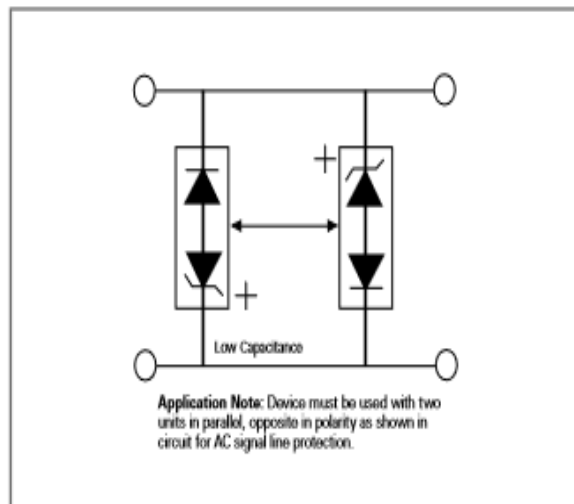 +
+
Low Capacitance
Application Note: Device must be used with two
units in parallel, opposite in polarity as shown in
circuit for AC signal line protection.